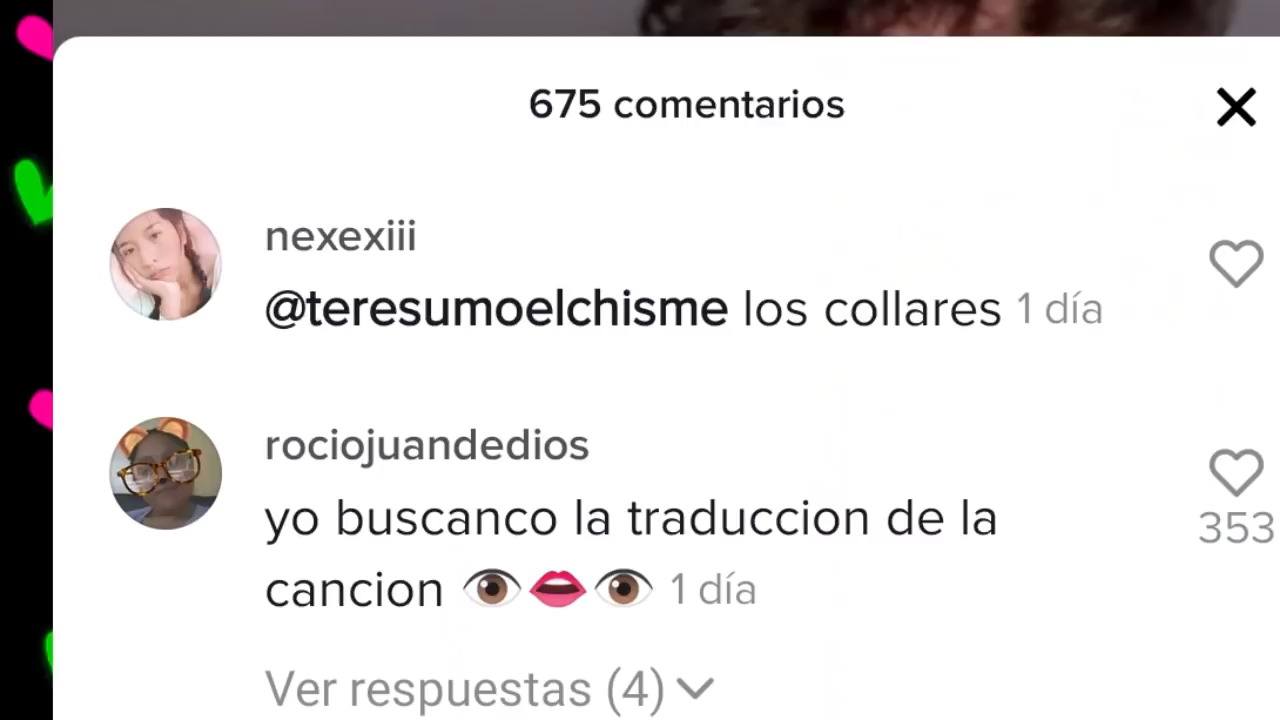 675 comentarios
nexexiii
@teresumoelchisme los collares 1 día
rociojuandedios
yo buscanco la traduccion de la
cancion 👁️👄👁️ 1 día
353
Ver respuestas (4)